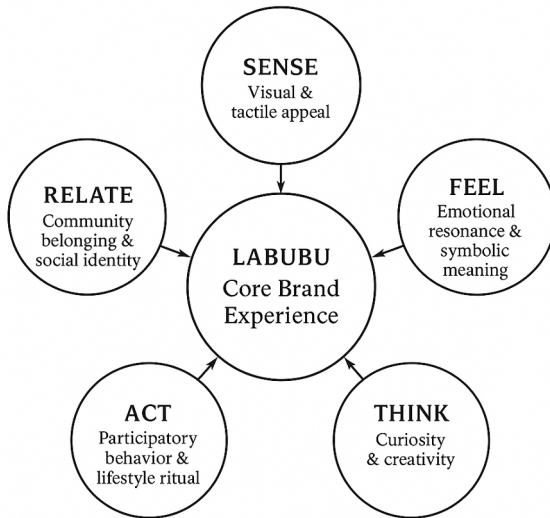 SENSE
Visual &
tactile appeal
RELATE
Community
belonging &
social identity
FEEL
Emotional
resonance &
symbolic
meaning
LABUBU
Core Brand
Experience
ACT
Participatory
behavior &
lifestyle ritual
THINK
Curiosity
& creativity